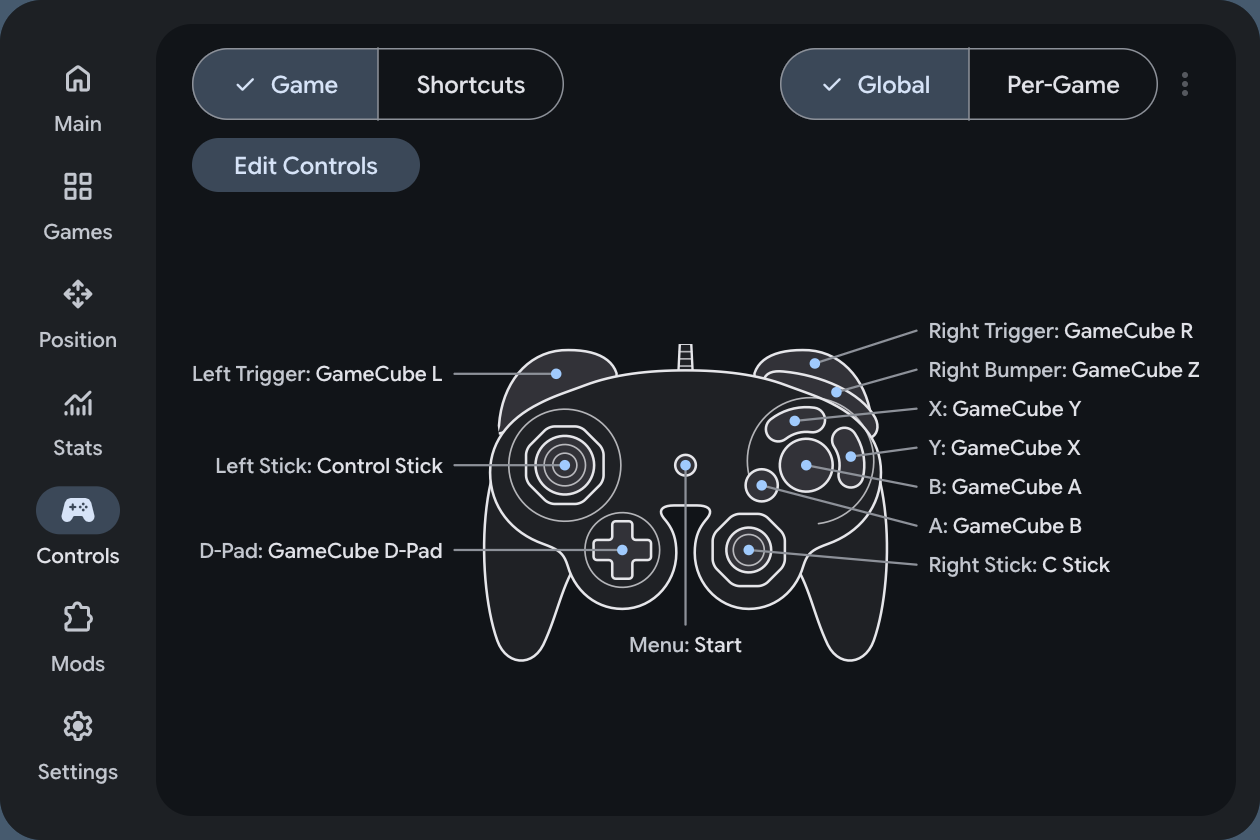 Main
Games
Position
Stats
Controls
Mods
Settings
Game
Shortcuts
Global
Per-Game
Edit Controls
Left Trigger: GameCube L
Left Stick: Control Stick
D-Pad: GameCube D-Pad
Menu: Start
Right Trigger: GameCube R
Right Bumper: GameCube Z
X: GameCube Y
Y: GameCube X
B: GameCube A
A: GameCube B
Right Stick: C Stick